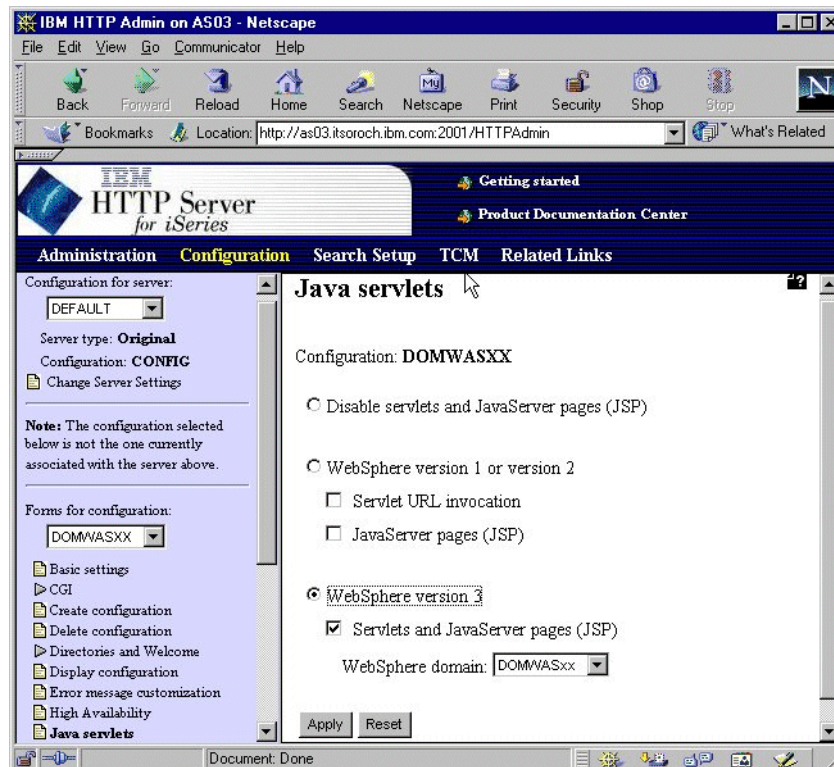 IBM HTTP Admin on AS03 - Netscape
File Edit View Go Communicator Help
Back Forward Reload Home Search Netscape Print Security Shop Stop
My
N
Bookmarks Location: http://as03.itsoroch.ibm.com:2001/HTTPAdmin What's Related
IBM
HTTP Server
for iSeries
Getting started
Product Documentation Center
Administration Configuration Search Setup TCM Related Links
Configuration for server:
DEFAULT
Server type: Original
Configuration: CONFIG
Change Server Settings
Note: The configuration selected
below is not the one currently
associated with the server above.
Forms for configuration:
DOMWASXX
Basic settings
CGI
Create configuration
Delete configuration
Directories and Welcome
Display configuration
Error message customization
High Availability
Java servlets
Java servlets
Configuration: DOMWASXX
Disable servlets and JavaServer pages (JSP)
WebSphere version 1 or version 2
Servlet URL invocation
JavaServer pages (JSP)
WebSphere version 3
Servlets and JavaServer pages (JSP)
WebSphere domain: DOMWASxx
Apply Reset
Document: Done